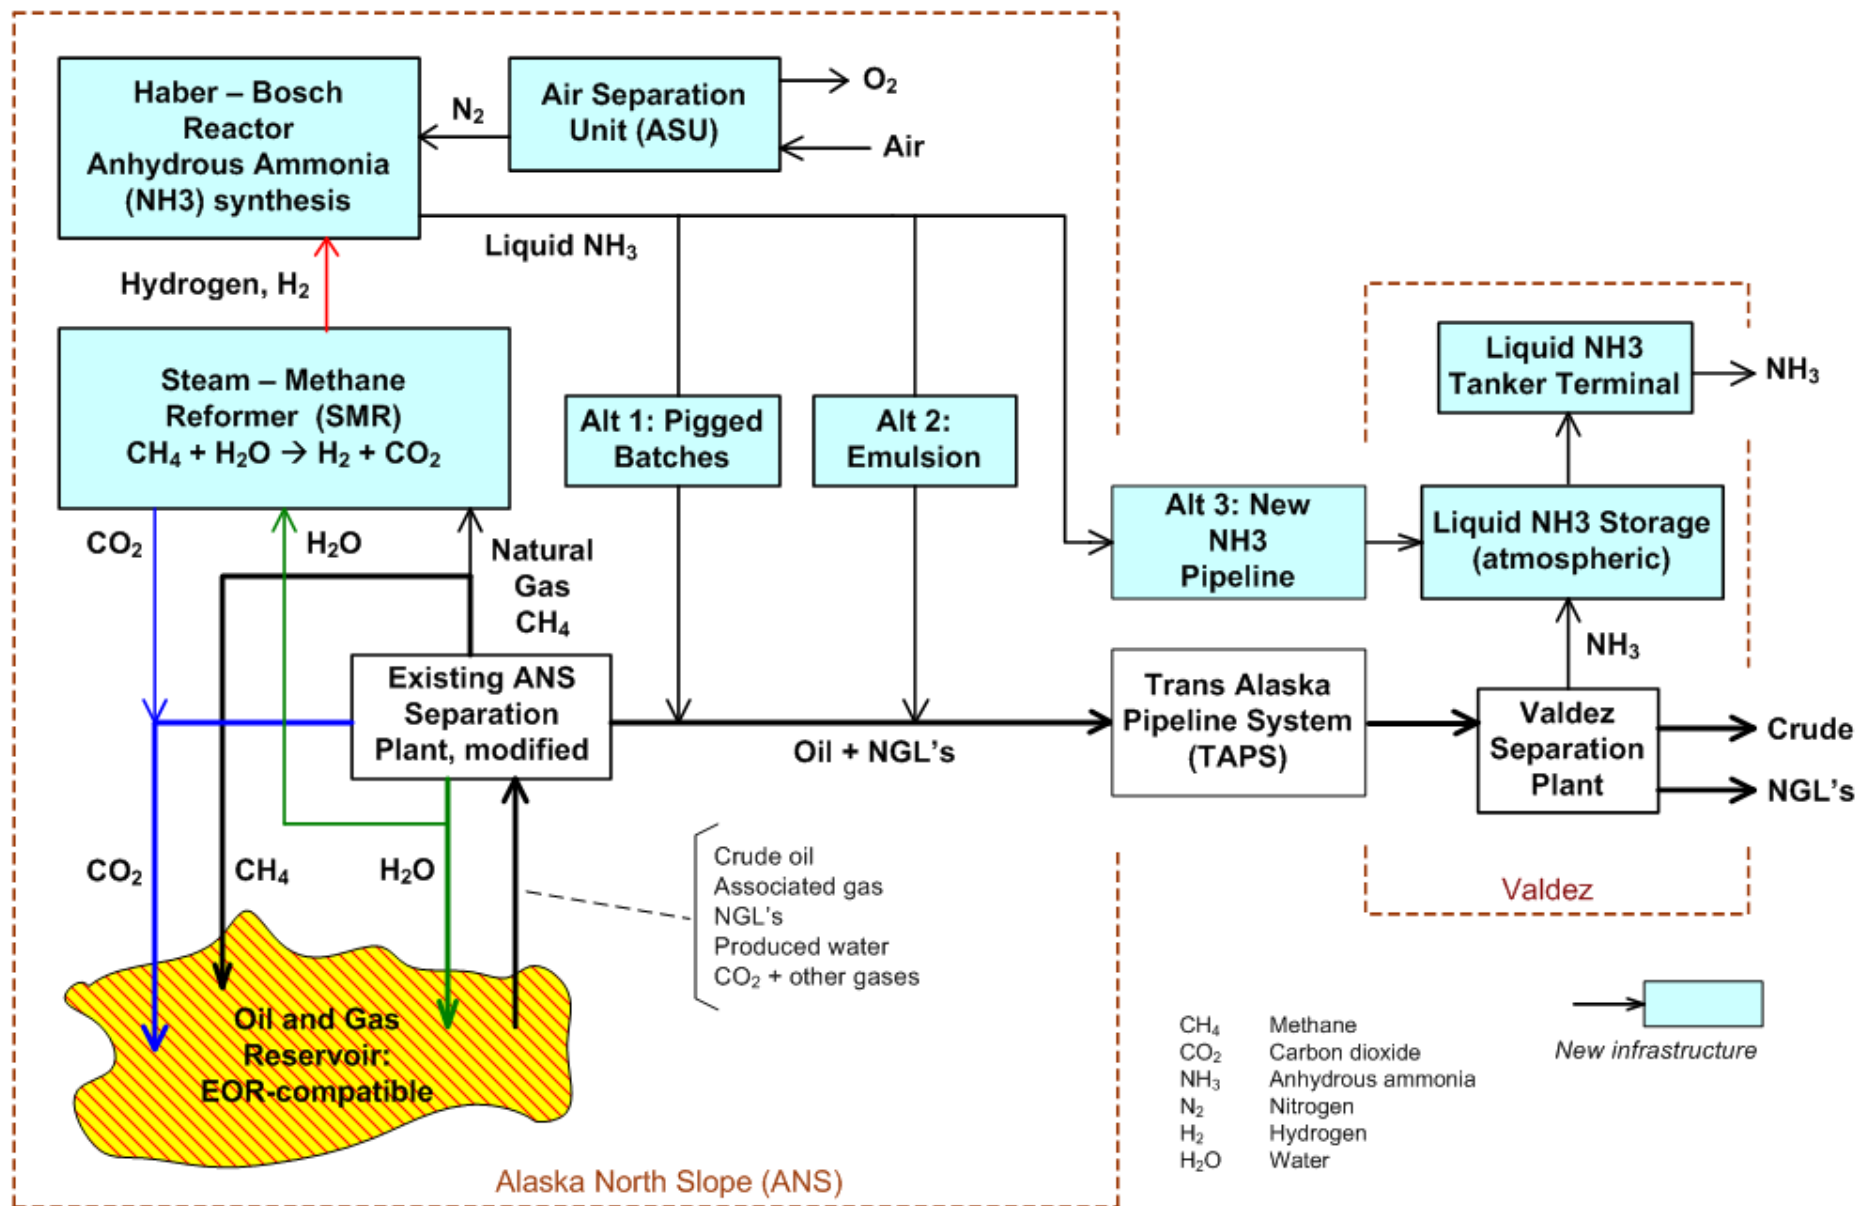 Haber – Bosch
Reactor
Anhydrous Ammonia
(NH3) synthesis
N₂
Air Separation
Unit (ASU)
O₂
Air
Liquid NH₃
Hydrogen, H₂
Steam – Methane
Reformer (SMR)
CH₄ + H₂O → H₂ + CO₂
Alt 1: Pigged
Batches
Alt 2:
Emulsion
Alt 3: New
NH3
Pipeline
Liquid NH3
Tanker Terminal
NH₃
Liquid NH3 Storage
(atmospheric)
NH₃
CO₂
H₂O
Natural
Gas
CH₄
Existing ANS
Separation
Plant, modified
Oil + NGL's
Trans Alaska
Pipeline System
(TAPS)
Valdez
Separation
Plant
Crude
NGL's
CO₂
CH₄
H₂O
Crude oil
Associated gas
NGL's
Produced water
CO₂ + other gases
Valdez
Oil and Gas
Reservoir:
EOR-compatible
Alaska North Slope (ANS)
CH₄ Methane
CO₂ Carbon dioxide
NH₃ Anhydrous ammonia
N₂ Nitrogen
H₂ Hydrogen
H₂O Water
New infrastructure